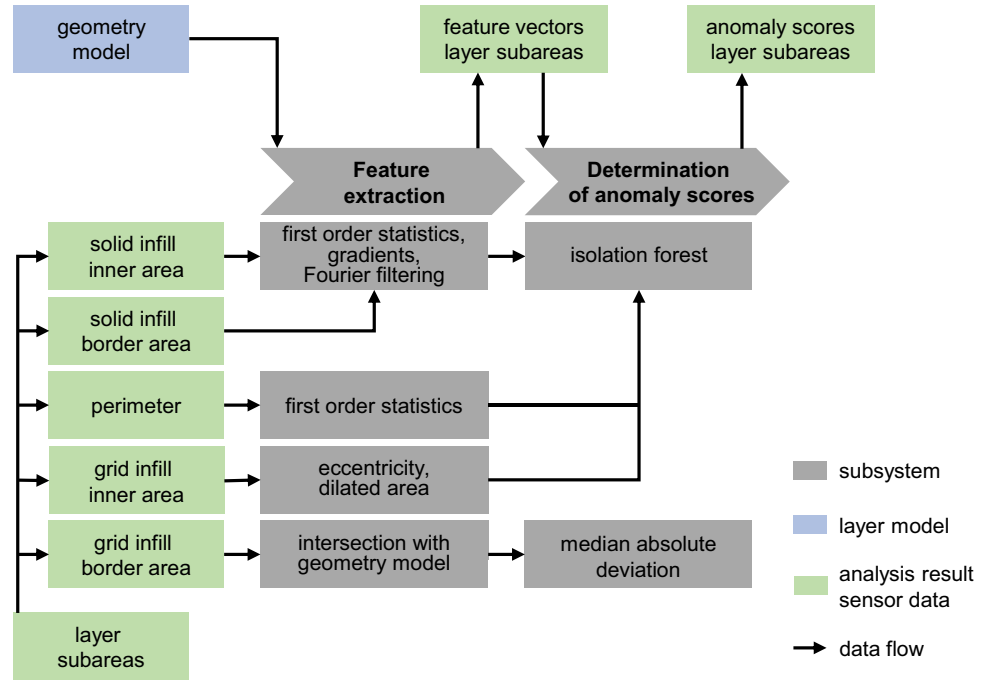 geometry
model
feature vectors
layer subareas
anomaly scores
layer subareas
Feature
extraction
Determination
of anomaly scores
solid infill
inner area
first order statistics,
gradients,
Fourier filtering
isolation forest
solid infill
border area
perimeter
first order statistics
grid infill
inner area
eccentricity,
dilated area
grid infill
border area
intersection with
geometry model
median absolute
deviation
layer
subareas
subsystem
layer model
analysis result
sensor data
data flow